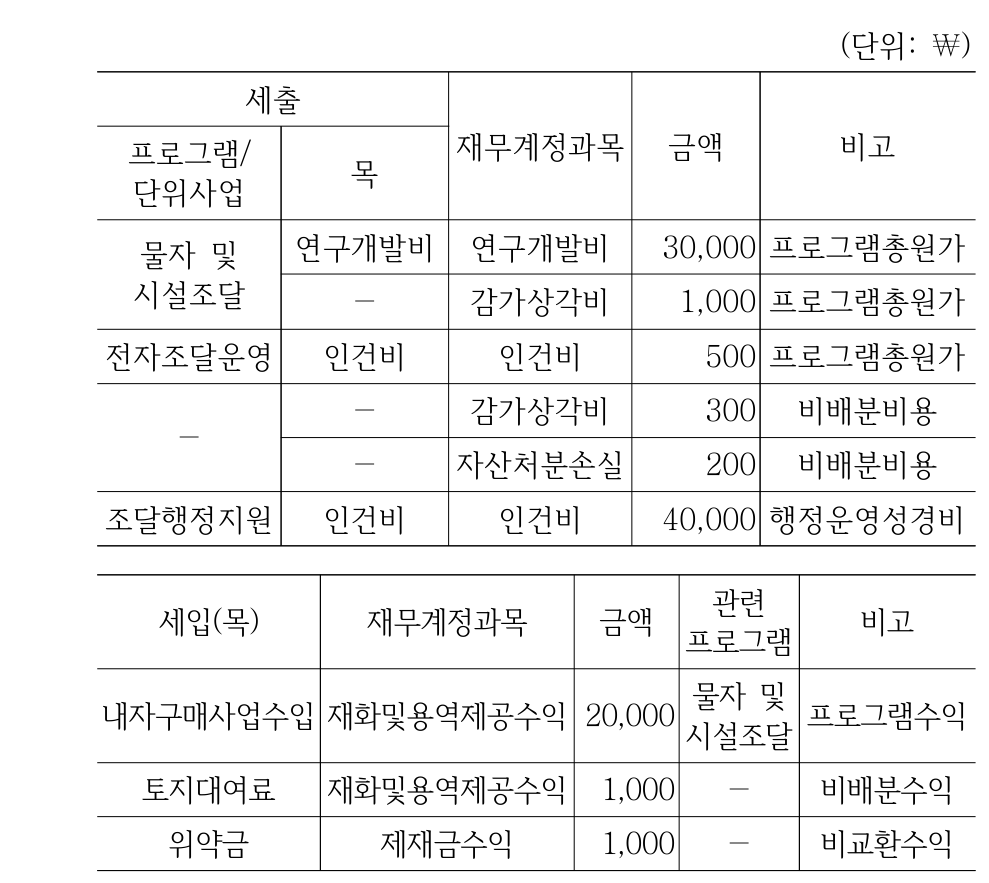 (단위: ₩)
세출 재무계정과목 금액 비고
프로그램/
단위사업 목
물자 및
시설조달 연구개발비 연구개발비 30,000 프로그램총원가
– 감가상각비 1,000 프로그램총원가
전자조달운영 인건비 인건비 500 프로그램총원가
– – 감가상각비 300 비배분비용
– 자산처분손실 200 비배분비용
조달행정지원 인건비 인건비 40,000 행정운영성경비
세입(목) 재무계정과목 금액 관련
프로그램 비고
내자구매사업수입 재화및용역제공수익 20,000 물자 및
시설조달 프로그램수익
토지대여료 재화및용역제공수익 1,000 – 비배분수익
위약금 제재금수익 1,000 – 비교환수익